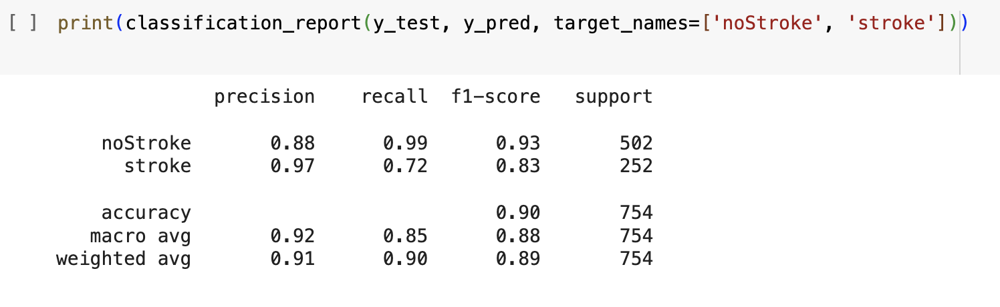 [ ] print(classification_report(y_test, y_pred, target_names=['noStroke', 'stroke']))
precision recall f1-score support
noStroke 0.88 0.99 0.93 502
stroke 0.97 0.72 0.83 252
accuracy 0.90 754
macro avg 0.92 0.85 0.88 754
weighted avg 0.91 0.90 0.89 754